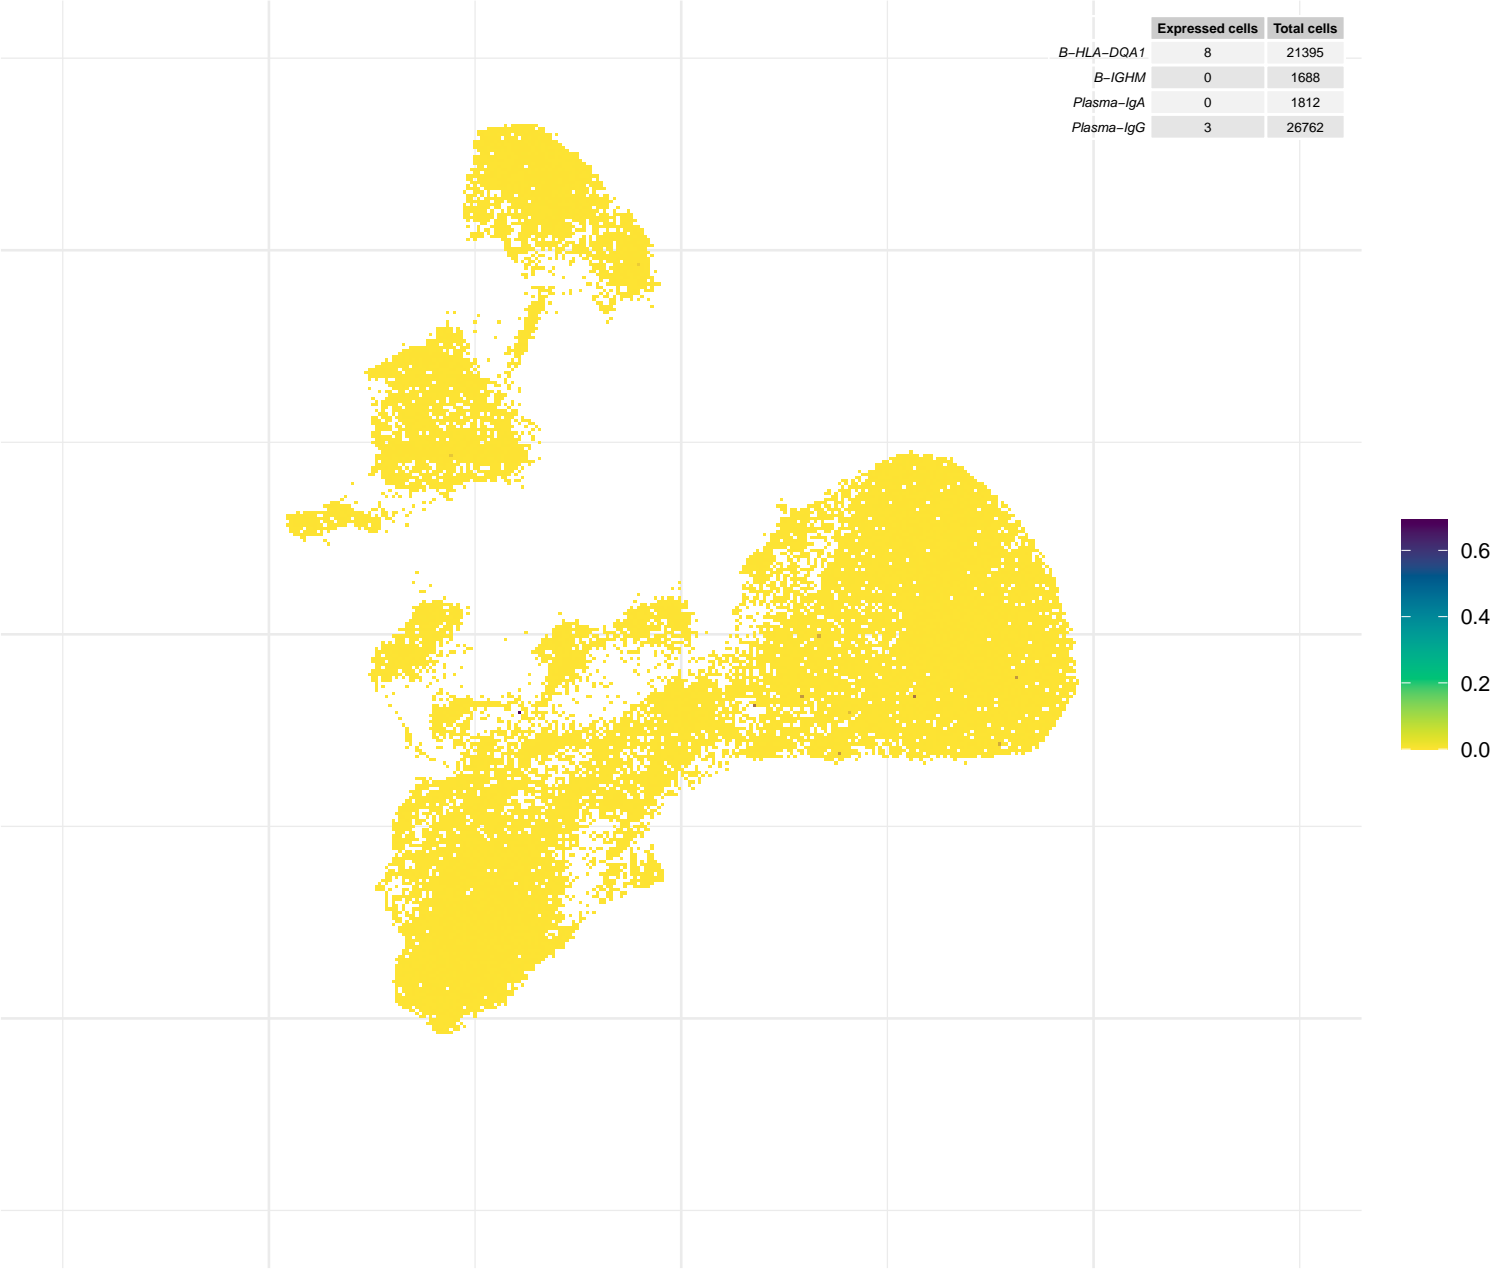 Expressed cells Total cells
B−HLA−DQA1 8 21395
B−IGHM 0 1688
Plasma−IgA 0 1812
Plasma−IgG 3 26762
0.6
0.4
0.2
0.0